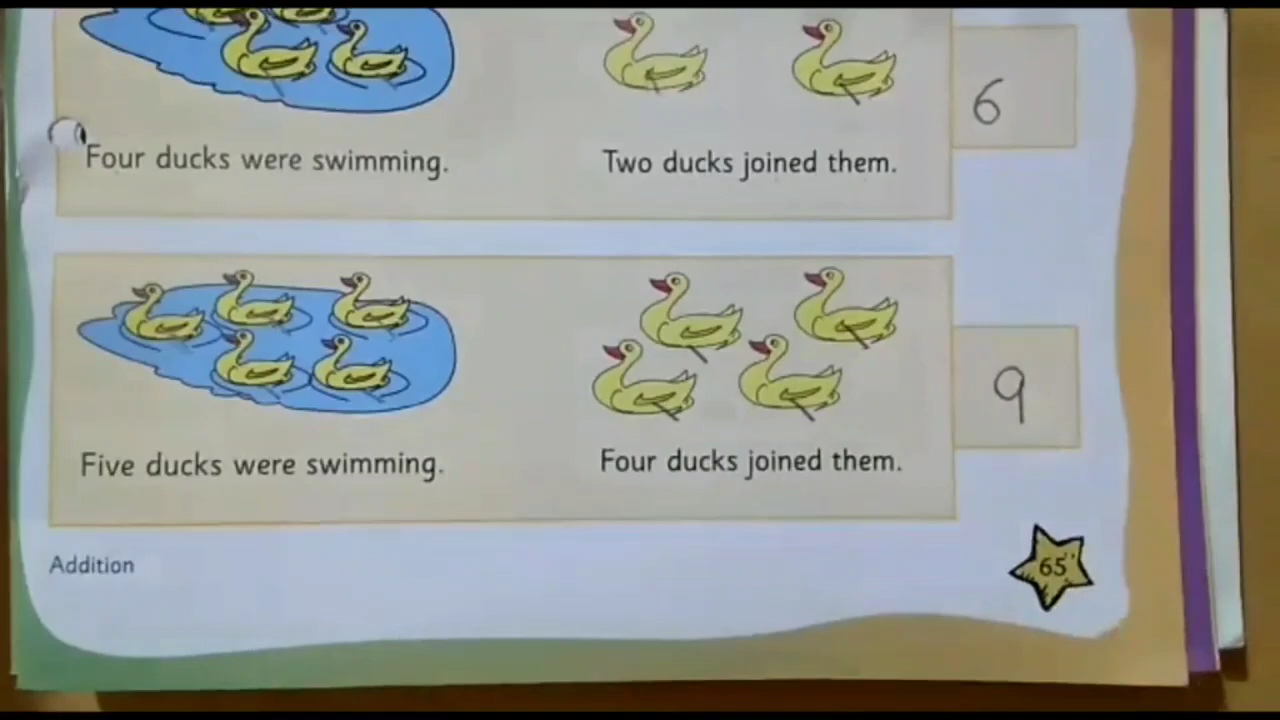 6
Four ducks were swimming.
Two ducks joined them.
9
Five ducks were swimming.
Four ducks joined them.
Addition
65